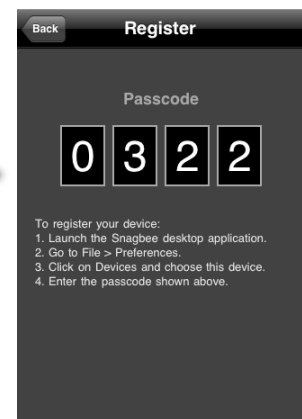 Back Register
Passcode
0 3 2 2
To register your device:
1. Launch the Snagbee desktop application.
2. Go to File > Preferences.
3. Click on Devices and choose this device.
4. Enter the passcode shown above.